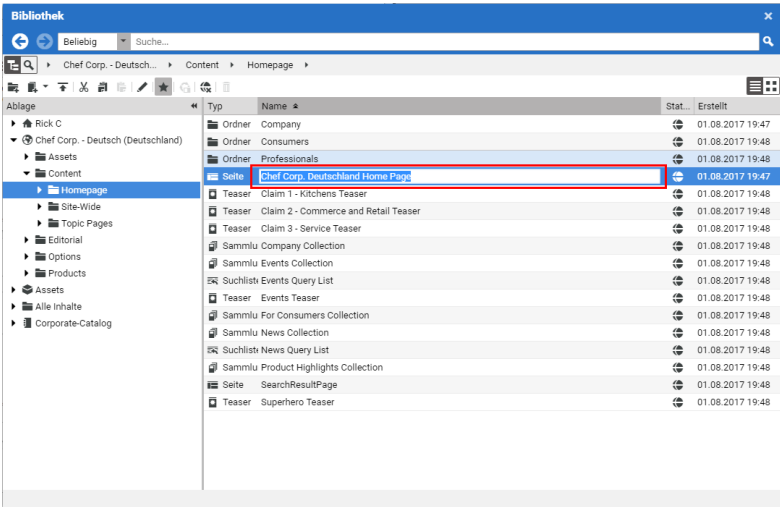 Bibliothek
Beliebig Suche...
Chef Corp. - Deutsch... Content Homepage
Ablage
Rick C
Chef Corp. - Deutsch (Deutschland)
Assets
Content
Homepage
Site-Wide
Topic Pages
Editorial
Options
Products
Assets
Alle Inhalte
Corporate-Catalog
Typ Name Stat... Erstellt
Ordner Company 01.08.2017 19:47
Ordner Consumers 01.08.2017 19:48
Ordner Professionals 01.08.2017 19:48
Seite Chef Corp. Deutschland Home Page 01.08.2017 19:47
Teaser Claim 1 - Kitchens Teaser 01.08.2017 19:48
Teaser Claim 2 - Commerce and Retail Teaser 01.08.2017 19:48
Teaser Claim 3 - Service Teaser 01.08.2017 19:48
Sammlu Company Collection 01.08.2017 19:48
Sammlu Events Collection 01.08.2017 19:48
Suchliste Events Query List 01.08.2017 19:48
Teaser Events Teaser 01.08.2017 19:48
Sammlu For Consumers Collection 01.08.2017 19:48
Sammlu News Collection 01.08.2017 19:48
Suchliste News Query List 01.08.2017 19:48
Sammlu Product Highlights Collection 01.08.2017 19:48
Seite SearchResultPage 01.08.2017 19:48
Teaser Superhero Teaser 01.08.2017 19:48